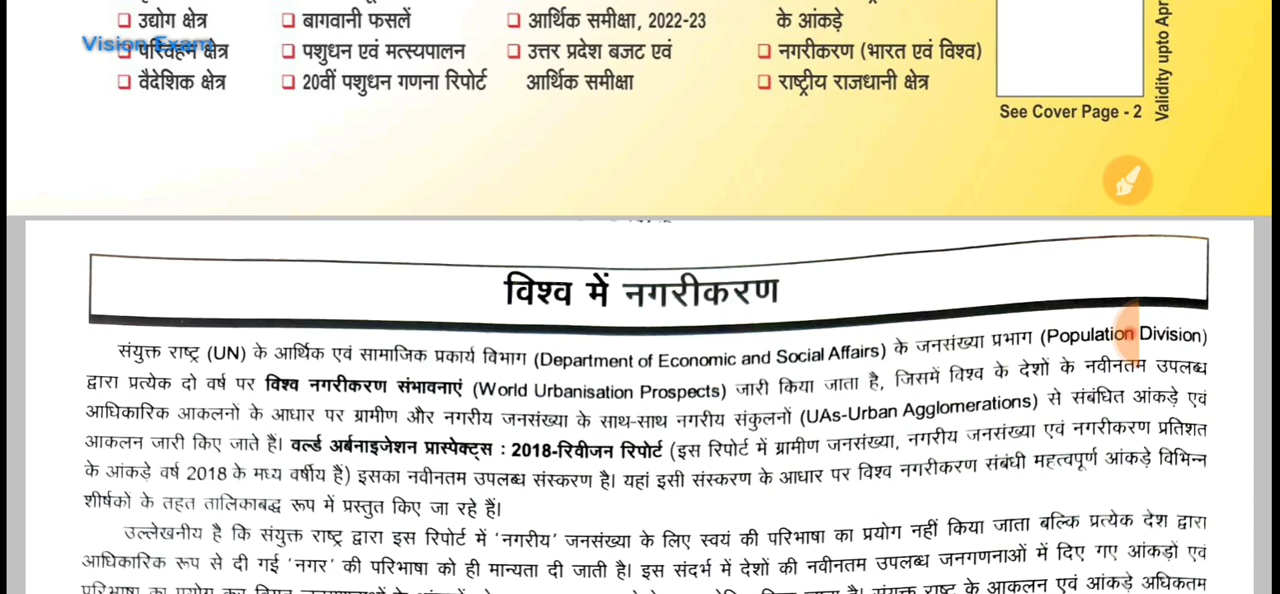 उद्योग क्षेत्र
बागवानी फसलें
आर्थिक समीक्षा, 2022-23
के आंकड़े
Vision Exam
परिवहन क्षेत्र
पशुधन एवं मत्स्यपालन
उत्तर प्रदेश बजट एवं
नगरीकरण (भारत एवं विश्व)
वैदेशिक क्षेत्र
20वीं पशुधन गणना रिपोर्ट
आर्थिक समीक्षा
राष्ट्रीय राजधानी क्षेत्र
See Cover Page - 2
Validity upto Apr
विश्व में नगरीकरण
संयुक्त राष्ट्र (UN) के आर्थिक एवं सामाजिक प्रकार्य विभाग (Department of Economic and Social Affairs) के जनसंख्या प्रभाग (Population Division)
द्वारा प्रत्येक दो वर्ष पर विश्व नगरीकरण संभावनाएं (World Urbanisation Prospects) जारी किया जाता है, जिसमें विश्व के देशों के नवीनतम उपलब्ध
आधिकारिक आकलनों के आधार पर ग्रामीण और नगरीय जनसंख्या के साथ-साथ नगरीय संकुलनों (UAs-Urban Agglomerations) से संबंधित आंकड़े एवं
आकलन जारी किए जाते हैं। वर्ल्ड अर्बनाइजेशन प्रास्पेक्ट्स : 2018-रिवीजन रिपोर्ट (इस रिपोर्ट में ग्रामीण जनसंख्या, नगरीय जनसंख्या एवं नगरीकरण प्रतिशत
के आंकड़े वर्ष 2018 के मध्य वर्षीय हैं) इसका नवीनतम उपलब्ध संस्करण है। यहां इसी संस्करण के आधार पर विश्व नगरीकरण संबंधी महत्वपूर्ण आंकड़े विभिन्न
शीर्षकों के तहत तालिकाबद्ध रूप में प्रस्तुत किए जा रहे हैं।
उल्लेखनीय है कि संयुक्त राष्ट्र द्वारा इस रिपोर्ट में 'नगरीय' जनसंख्या के लिए स्वयं की परिभाषा का प्रयोग नहीं किया जाता बल्कि प्रत्येक देश द्वारा
आधिकारिक रूप से दी गई 'नगर' की परिभाषा को ही मान्यता दी जाती है। इस संदर्भ में देशों की नवीनतम उपलब्ध जनगणनाओं में दिए गए आंकड़ों एवं
संयुक्त राष्ट्र के आकलन एवं आंकड़े अधिकतम